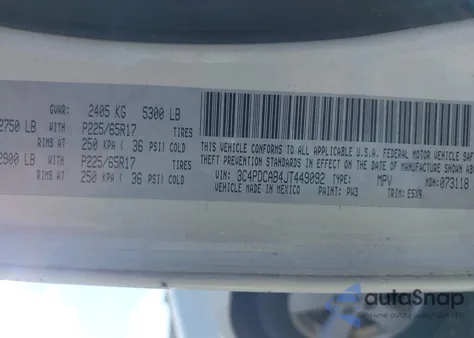 GVWR: 2405 KG 5300 LB
2750 LB WITH P225/65R17 TIRES
RIMS AT 250 KPA ( 36 PSI) COLD
2900 LB WITH P225/65R17 TIRES
RIMS AT 250 KPA ( 36 PSI) COLD
THIS VEHICLE CONFORMS TO ALL APPLICABLE U.S.A. FEDERAL MOTOR VEHICLE SAF
THEFT PREVENTION STANDARDS IN EFFECT ON THE DATE OF MANUFACTURE SHOWN AB
VIN: 3C4PDCAB4JT449092 TYPE: MPV MDH: 073118
VEHICLE MADE IN MEXICO PAINT: PW3 TRIM: E5X9
autoSnap